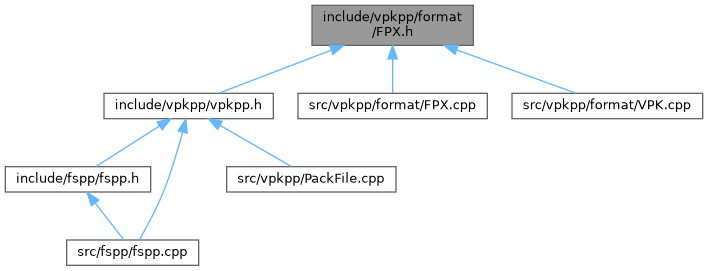 include/vpkpp/format
/FPX.h
include/vpkpp/vpkpp.h
src/vpkpp/format/FPX.cpp
src/vpkpp/format/VPK.cpp
include/fspp/fspp.h
src/vpkpp/PackFile.cpp
src/fspp/fspp.cpp